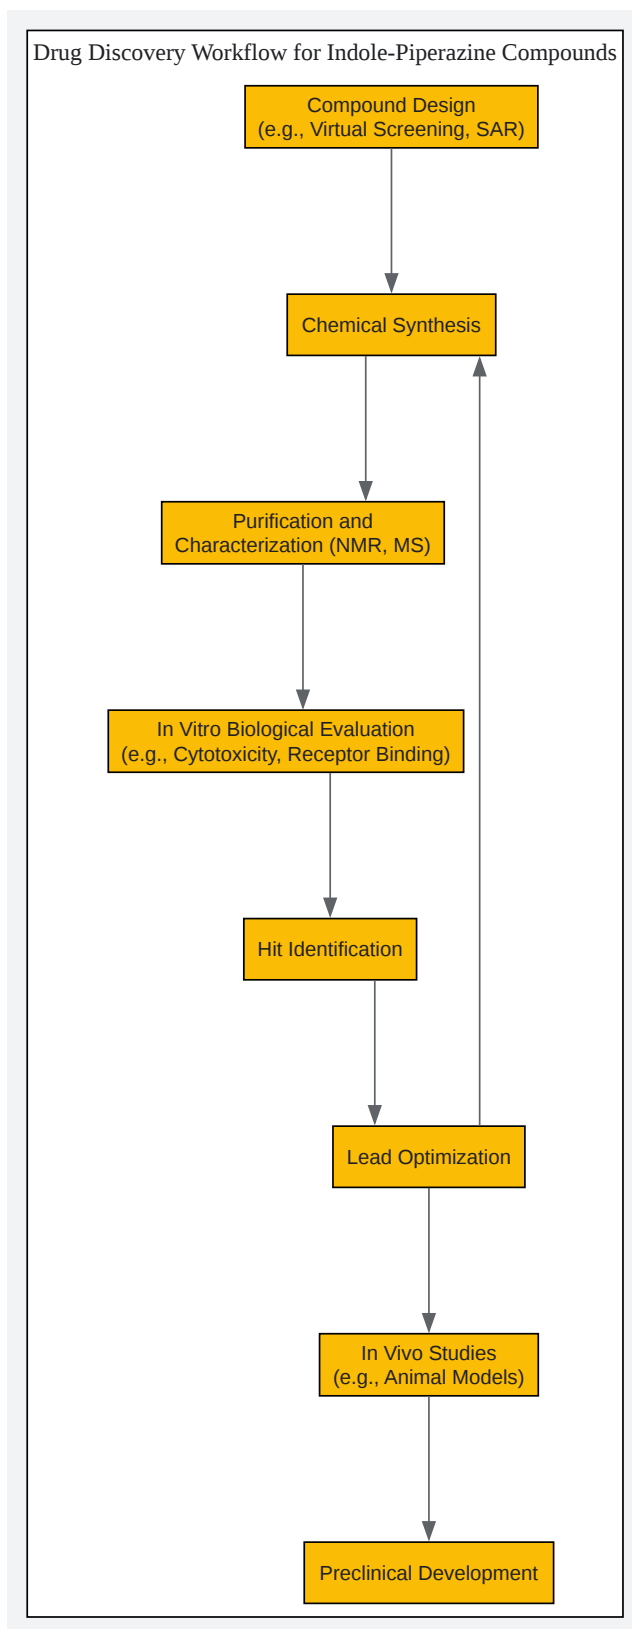 Drug Discovery Workflow for Indole-Piperazine Compounds
Compound Design
(e.g., Virtual Screening, SAR)
Chemical Synthesis
Purification and
Characterization (NMR, MS)
In Vitro Biological Evaluation
(e.g., Cytotoxicity, Receptor Binding)
Hit Identification
Lead Optimization
In Vivo Studies
(e.g., Animal Models)
Preclinical Development